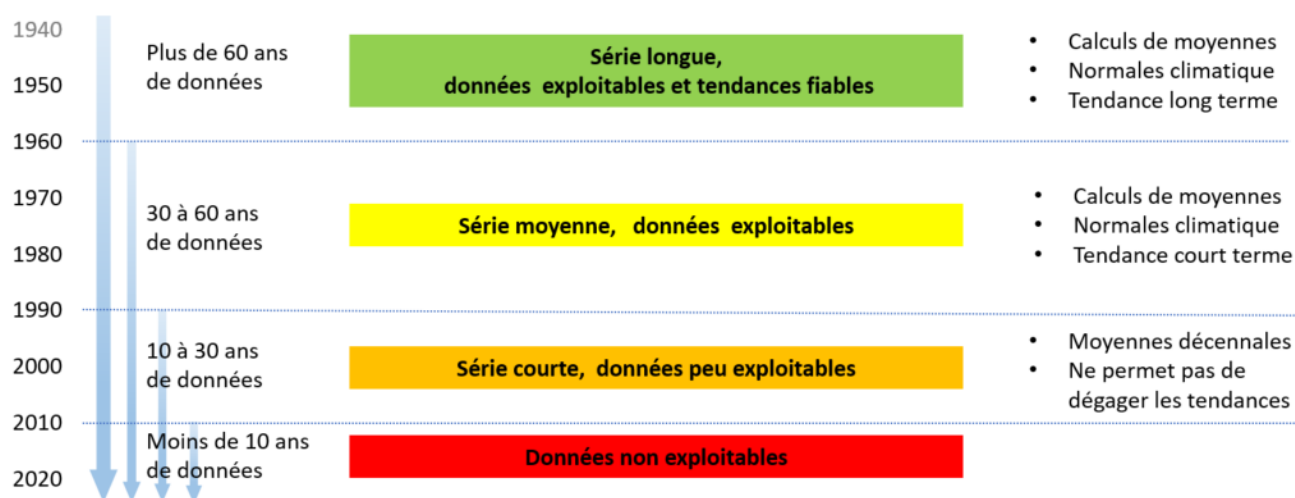 1940
1950
1960
1970
1980
1990
2000
2010
2020
Plus de 60 ans
de données
Série longue,
données exploitables et tendances fiables
• Calculs de moyennes
• Normales climatique
• Tendance long terme
30 à 60 ans
de données
Série moyenne, données exploitables
• Calculs de moyennes
• Normales climatique
• Tendance court terme
10 à 30 ans
de données
Série courte, données peu exploitables
• Moyennes décennales
• Ne permet pas de
dégager les tendances
Moins de 10 ans
de données
Données non exploitables